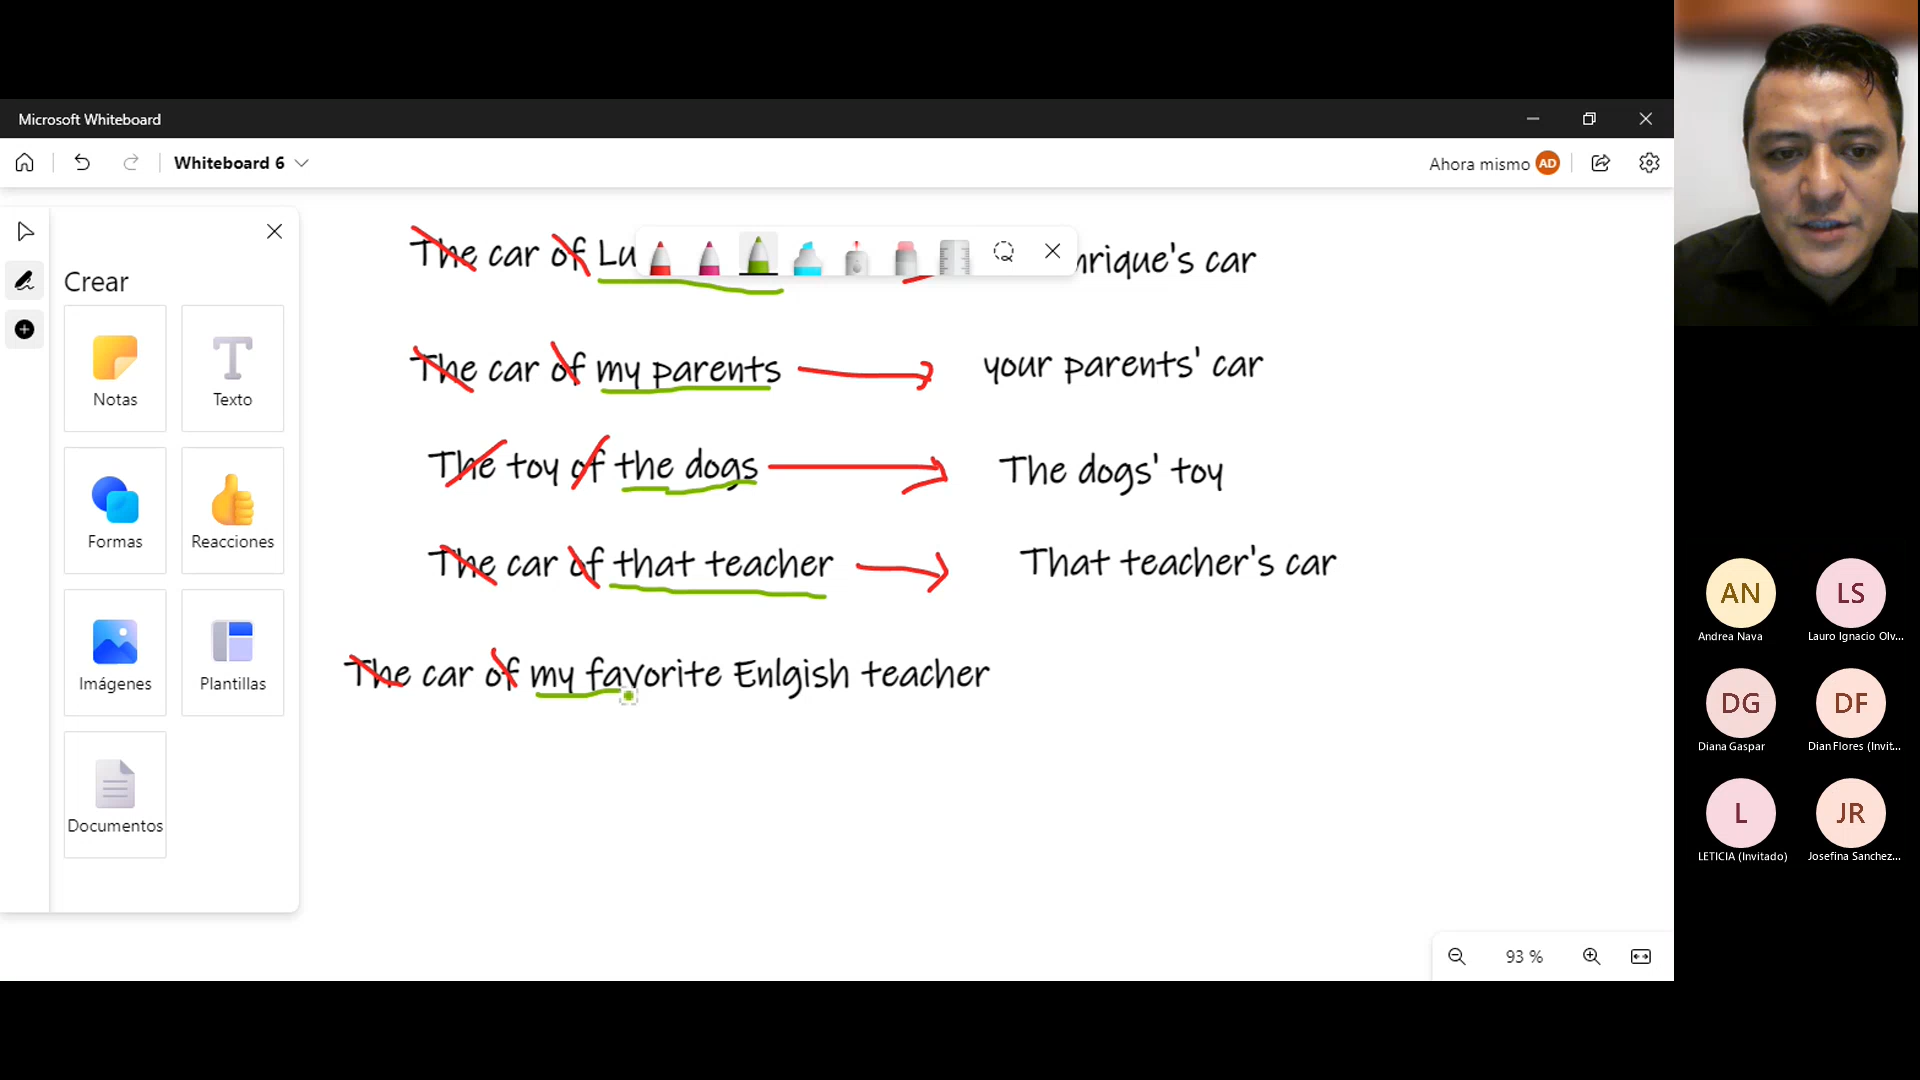 Microsoft Whiteboard
Whiteboard 6
Ahora mismo AD
Crear
Notas Texto
Formas Reacciones
Imágenes Plantillas
Documentos
The car of Lu nrique's car
The car of my parents your parents' car
The toy of the dogs The dogs' toy
The car of that teacher That teacher's car
The car of my favorite Enlgish teacher
93 %
AN LS
Andrea Nava Lauro Ignacio Olv...
DG DF
Diana Gaspar Dian Flores (Invit...
L JR
LETICIA (Invitado) Josefina Sanchez...